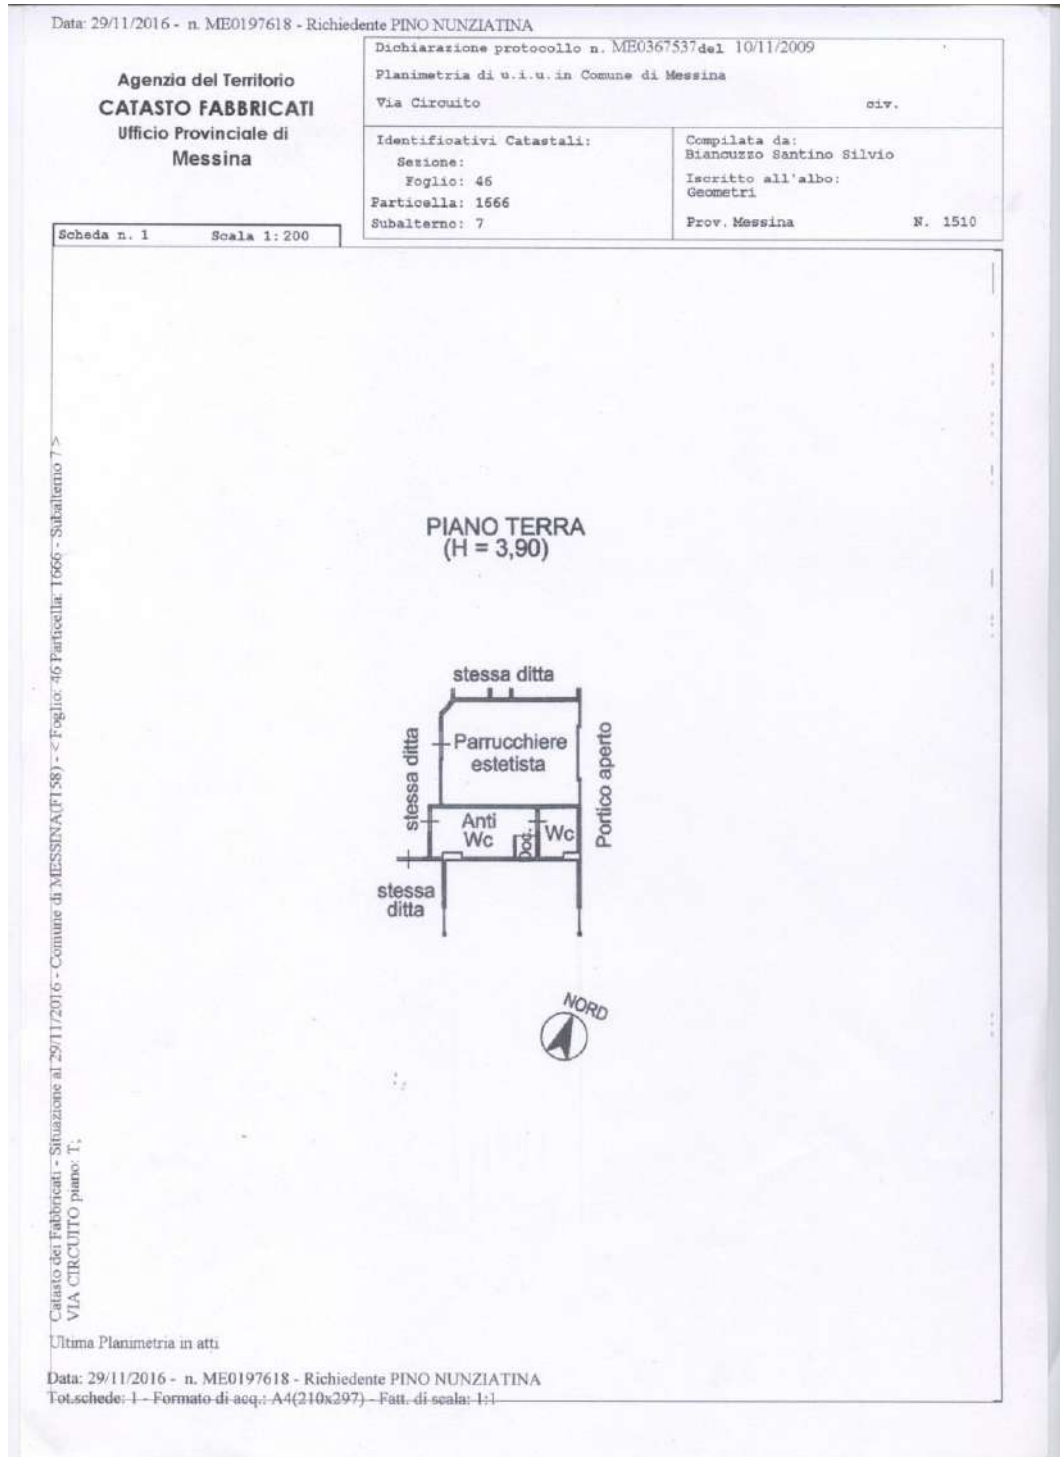 Data: 29/11/2016 - n. ME0197618 - Richiedente PINO NUNZIATINA
Agenzia del Territorio
CATASTO FABBRICATI
Ufficio Provinciale di
Messina
Dichiarazione protocollo n. ME0367537del 10/11/2009
Planimetria di u.i.u.in Comune di Messina
Via Circuito civ.
Identificativi Catastali:
Sezione:
Foglio: 46
Particella: 1666
Subalterno: 7
Compilata da:
Biancuzzo Santino Silvio
Iscritto all'albo:
Geometri
Prov.Messina N. 1510
Scheda n. 1 Scala 1:200
PIANO TERRA
(H = 3,90)
stessa ditta
stessa ditta
Parrucchiere
estetista
Portico aperto
Anti
Wc
Doc.
Wc
stessa
ditta
NORD
Catasto dei Fabbricati - Situazione al 29/11/2016 - Comune di MESSINA(F158) - < Foglio: 46 Particella: 1666 - Subalterno 7 >
VIA CIRCUITO piano: T;
Ultima Planimetria in atti
Data: 29/11/2016 - n. ME0197618 - Richiedente PINO NUNZIATINA
Tot.schede: 1 - Formato di acq.: A4(210x297) - Fatt. di scala: 1:1